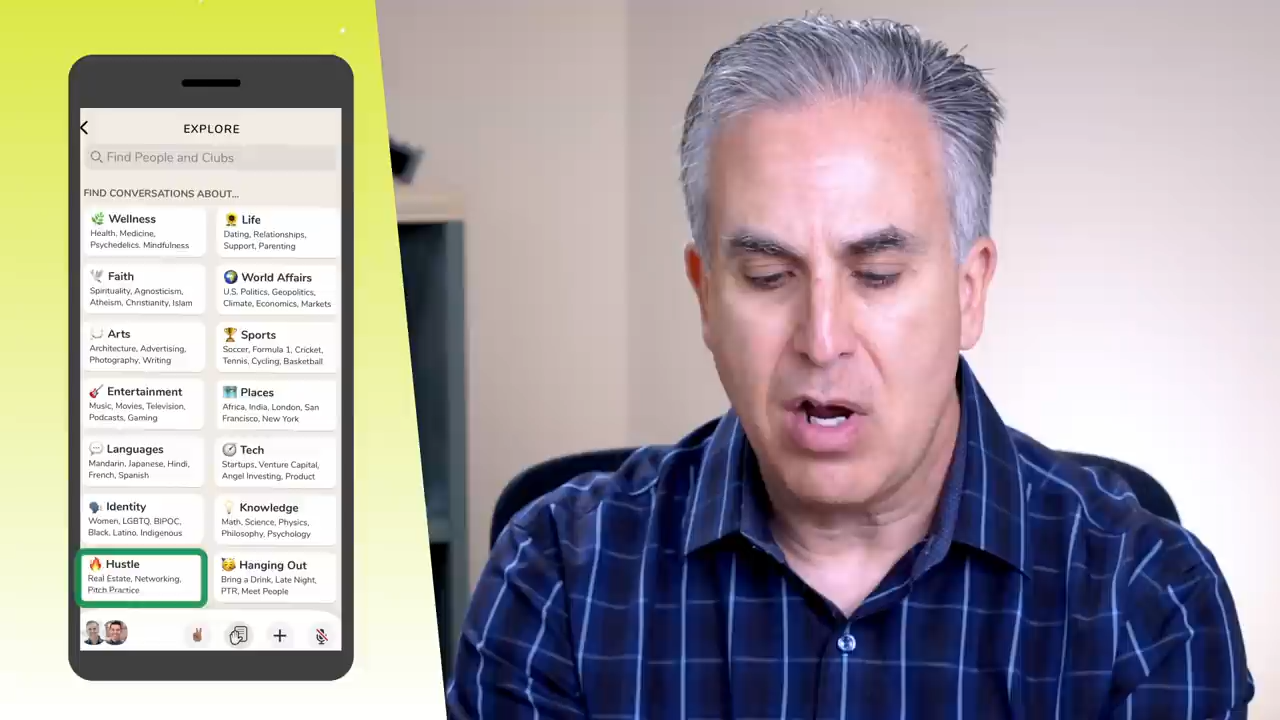 EXPLORE
Find People and Clubs
FIND CONVERSATIONS ABOUT...
Wellness
Health, Medicine,
Psychedelics, Mindfulness
Life
Dating, Relationships,
Support, Parenting
Faith
Spirituality, Agnosticism,
Atheism, Christianity, Islam
World Affairs
U.S. Politics, Geopolitics,
Climate, Economics, Markets
Arts
Architecture, Advertising,
Photography, Writing
Sports
Soccer, Formula 1, Cricket,
Tennis, Cycling, Basketball
Entertainment
Music, Movies, Television,
Podcasts, Gaming
Places
Africa, India, London, San
Francisco, New York
Languages
Mandarin, Japanese, Hindi,
French, Spanish
Tech
Startups, Venture Capital,
Angel Investing, Product
Identity
Women, LGBTQ, BIPOC,
Black, Latino, Indigenous
Knowledge
Math, Science, Physics,
Philosophy, Psychology
Hustle
Real Estate, Networking,
Pitch Practice
Hanging Out
Bring a Drink, Late Night,
PTR, Meet People